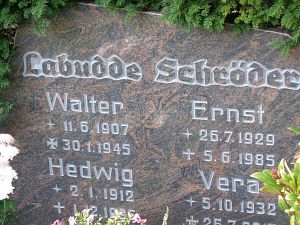 Labudde Schröder
Walter
+ 11.6.1907
✠ 30.1.1945
Hedwig
+ 2.1.1912
Ernst
+ 26.7.1929
+ 5.6.1985
Vera
+ 5.10.1932